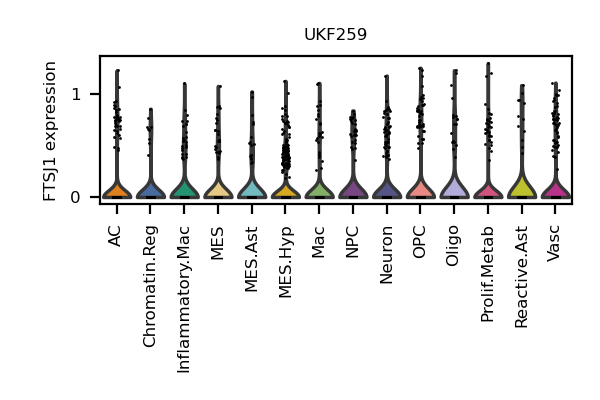 UKF259
FTSJ1 expression
1
0
AC
Chromatin.Reg
Inflammatory.Mac
MES
MES.Ast
MES.Hyp
Mac
NPC
Neuron
OPC
Oligo
Prolif.Metab
Reactive.Ast
Vasc